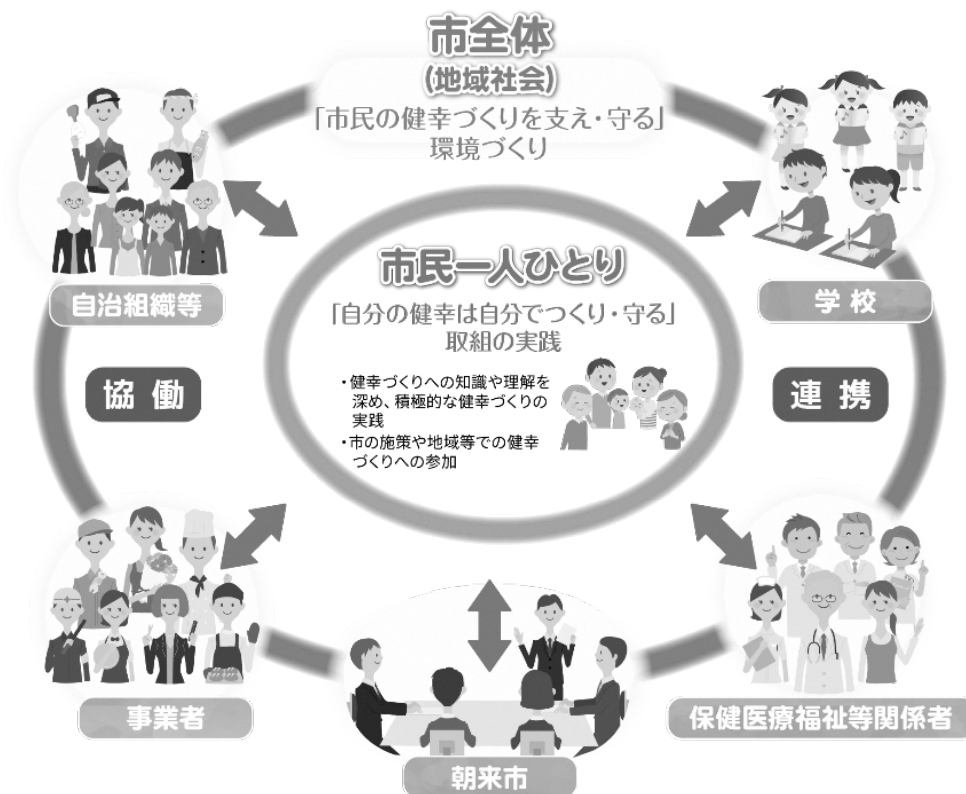 市全体
(地域社会)
「市民の健幸づくりを支え・守る」
環境づくり
自治組織等
学校
市民一人ひとり
「自分の健幸は自分でつくり・守る」
取組の実践
・健幸づくりへの知識や理解を
深め、積極的な健幸づくりの
実践
・市の施策や地域等での健幸
づくりへの参加
協働
連携
事業者
保健医療福祉等関係者
朝来市